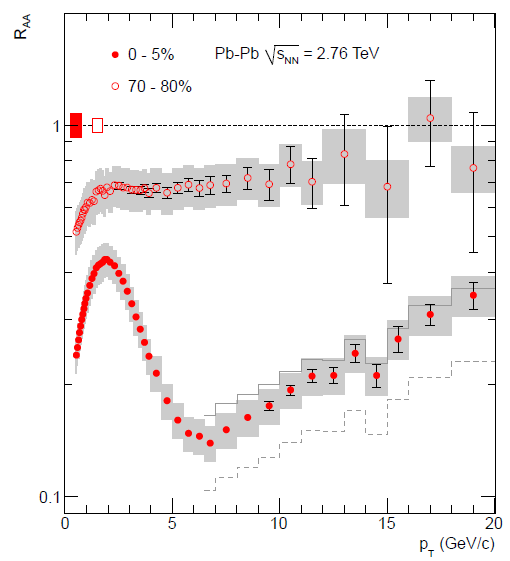 R_AA
0 - 5%
Pb-Pb √s_NN = 2.76 TeV
70 - 80%
1
0.1
0 5 10 15 20
p_T (GeV/c)